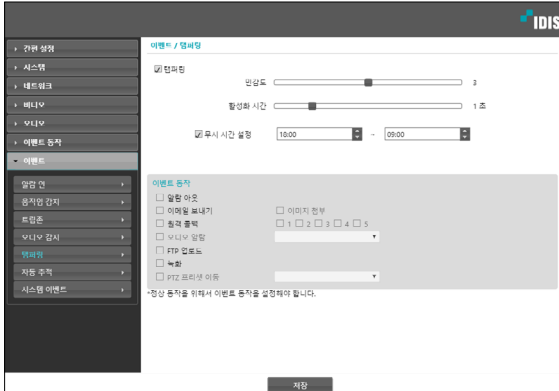 IDIS
간편 설정
시스템
네트워크
비디오
오디오
이벤트 동작
이벤트
알람 인
움직임 감지
트립존
오디오 감지
탬퍼링
자동 추적
시스템 이벤트
이벤트 / 탬퍼링
탬퍼링
민감도 3
활성화 시간 1 초
무시 시간 설정 18:00 ~ 09:00
이벤트 동작
알람 아웃
이메일 보내기 이미지 첨부
원격 콜백 1 2 3 4 5
오디오 알람
FTP 업로드
녹화
PTZ 프리셋 이동
*정상 동작을 위해서 이벤트 동작을 설정해야 합니다.
저장